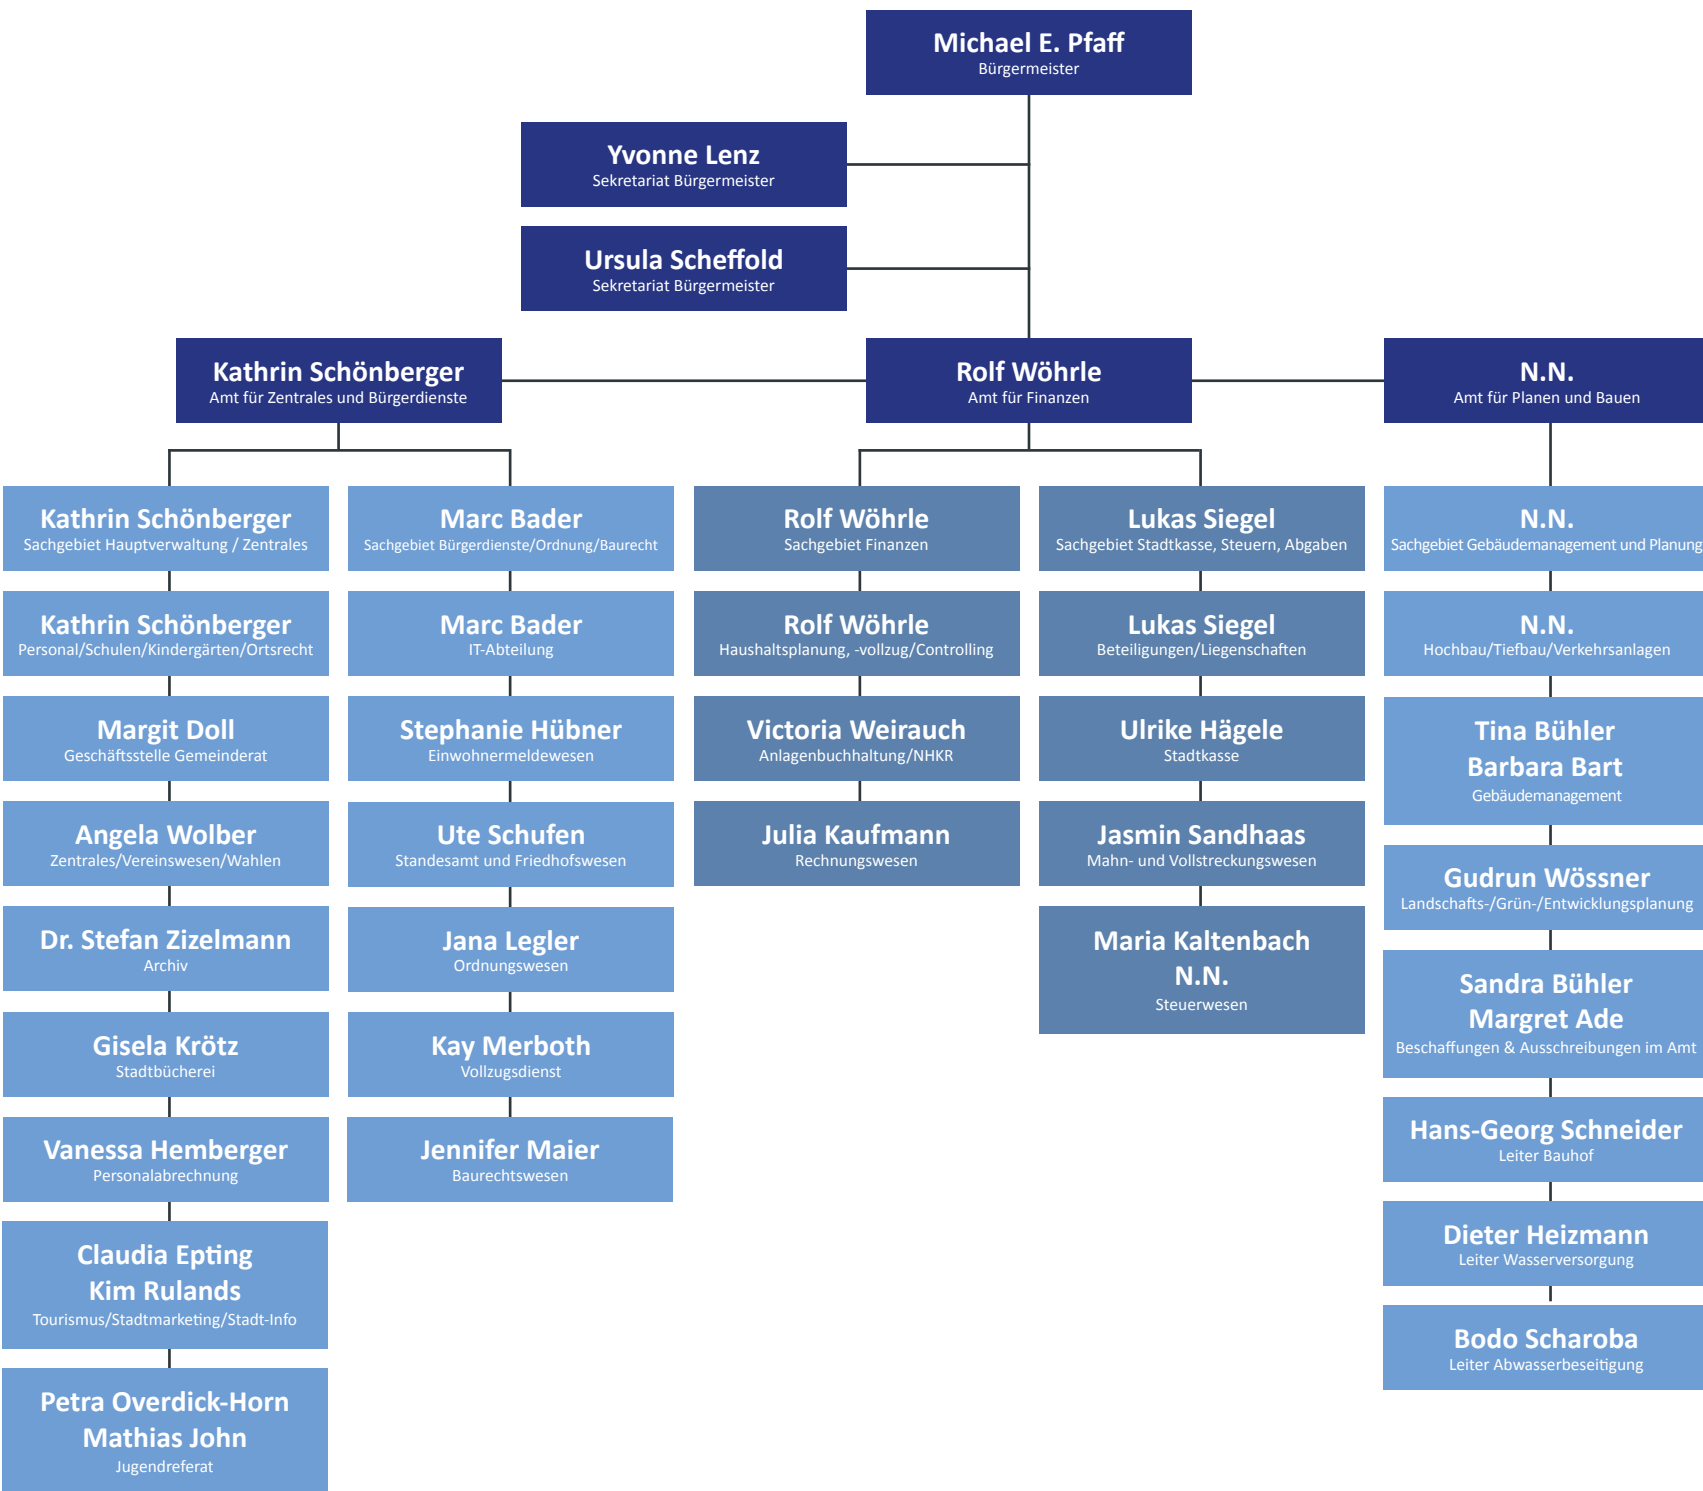 Michael E. Pfaff
Bürgermeister
Yvonne Lenz
Sekretariat Bürgermeister
Ursula Scheffold
Sekretariat Bürgermeister
Kathrin Schönberger
Amt für Zentrales und Bürgerdienste
Rolf Wöhrle
Amt für Finanzen
N.N.
Amt für Planen und Bauen
Kathrin Schönberger
Sachgebiet Hauptverwaltung / Zentrales
Kathrin Schönberger
Personal/Schulen/Kindergärten/Ortsrecht
Margit Doll
Geschäftsstelle Gemeinderat
Angela Wolber
Zentrales/Vereinswesen/Wahlen
Dr. Stefan Zizelmann
Archiv
Gisela Krötz
Stadtbücherei
Vanessa Hemberger
Personalabrechnung
Claudia Epting
Kim Rulands
Tourismus/Stadtmarketing/Stadt-Info
Petra Overdick-Horn
Mathias John
Jugendreferat
Marc Bader
Sachgebiet Bürgerdienste/Ordnung/Baurecht
Marc Bader
IT-Abteilung
Stephanie Hübner
Einwohnermeldewesen
Ute Schufen
Standesamt und Friedhofswesen
Jana Legler
Ordnungswesen
Kay Merboth
Vollzugsdienst
Jennifer Maier
Baurechtswesen
Rolf Wöhrle
Sachgebiet Finanzen
Rolf Wöhrle
Haushaltsplanung, -vollzug/Controlling
Victoria Weirauch
Anlagenbuchhaltung/NHKR
Julia Kaufmann
Rechnungswesen
Lukas Siegel
Sachgebiet Stadtkasse, Steuern, Abgaben
Lukas Siegel
Beteiligungen/Liegenschaften
Ulrike Hägele
Stadtkasse
Jasmin Sandhaas
Mahn- und Vollstreckungswesen
Maria Kaltenbach
N.N.
Steuerwesen
N.N.
Sachgebiet Gebäudemanagement und Planung
N.N.
Hochbau/Tiefbau/Verkehrsanlagen
Tina Bühler
Barbara Bart
Gebäudemanagement
Gudrun Wössner
Landschafts-/Grün-/Entwicklungsplanung
Sandra Bühler
Margret Ade
Beschaffungen & Ausschreibungen im Amt
Hans-Georg Schneider
Leiter Bauhof
Dieter Heizmann
Leiter Wasserversorgung
Bodo Scharoba
Leiter Abwasserbeseitigung